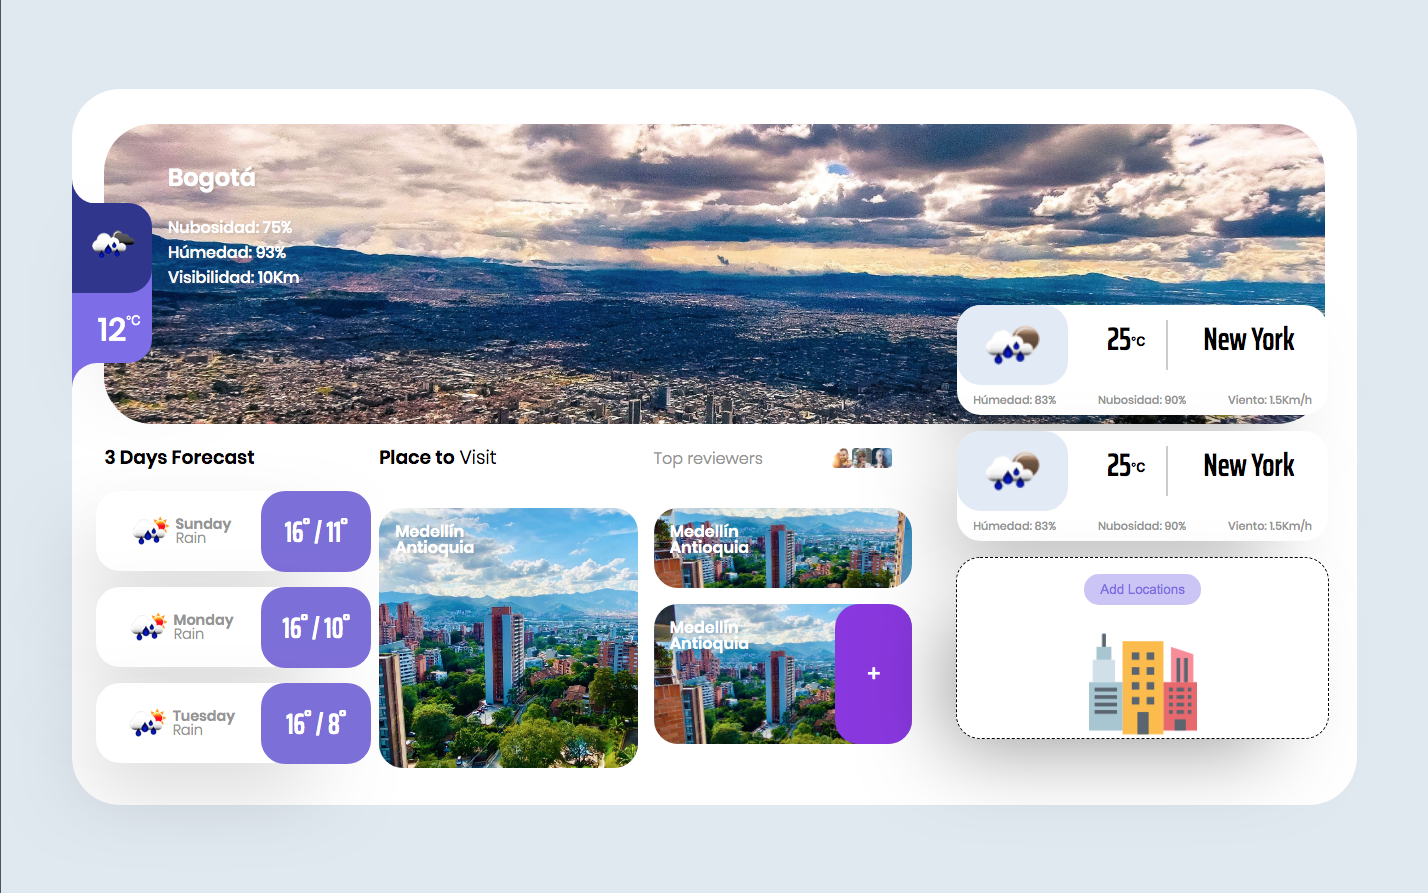 Bogotá
Nubosidad: 75%
Húmedad: 93%
Visibilidad: 10Km
12°C
25°C
New York
Húmedad: 83%
Nubosidad: 90%
Viento: 1.5Km/h
25°C
New York
Húmedad: 83%
Nubosidad: 90%
Viento: 1.5Km/h
3 Days Forecast
Sunday
Rain
16° / 11°
Monday
Rain
16° / 10°
Tuesday
Rain
16° / 8°
Place to Visit
Medellín
Antioquia
Top reviewers
Medellín
Antioquia
Medellín
Antioquia
+
Add Locations